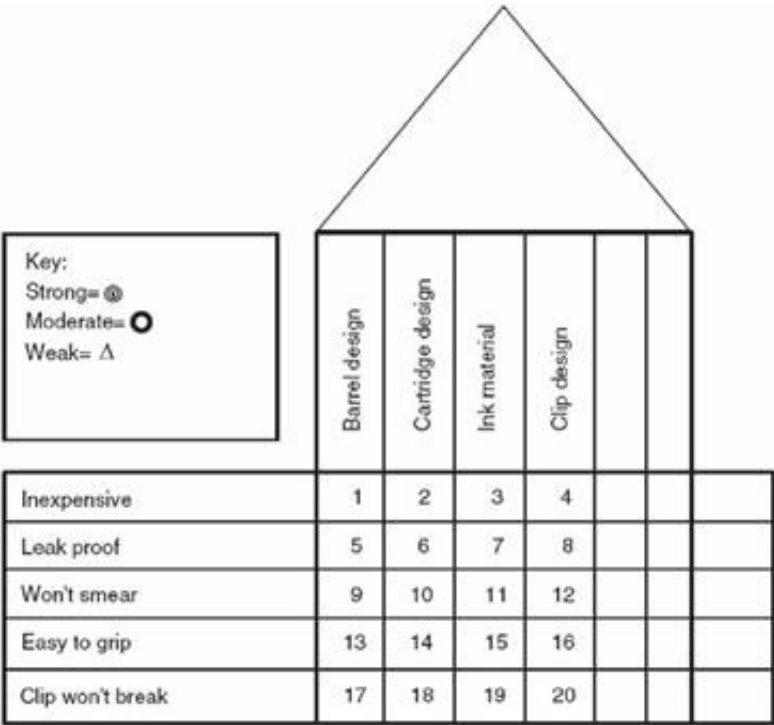 Key:
Strong= ◎
Moderate= O
Weak= Δ
Barrel design
Cartridge design
Ink material
Clip design
Inexpensive 1 2 3 4
Leak proof 5 6 7 8
Won't smear 9 10 11 12
Easy to grip 13 14 15 16
Clip won't break 17 18 19 20